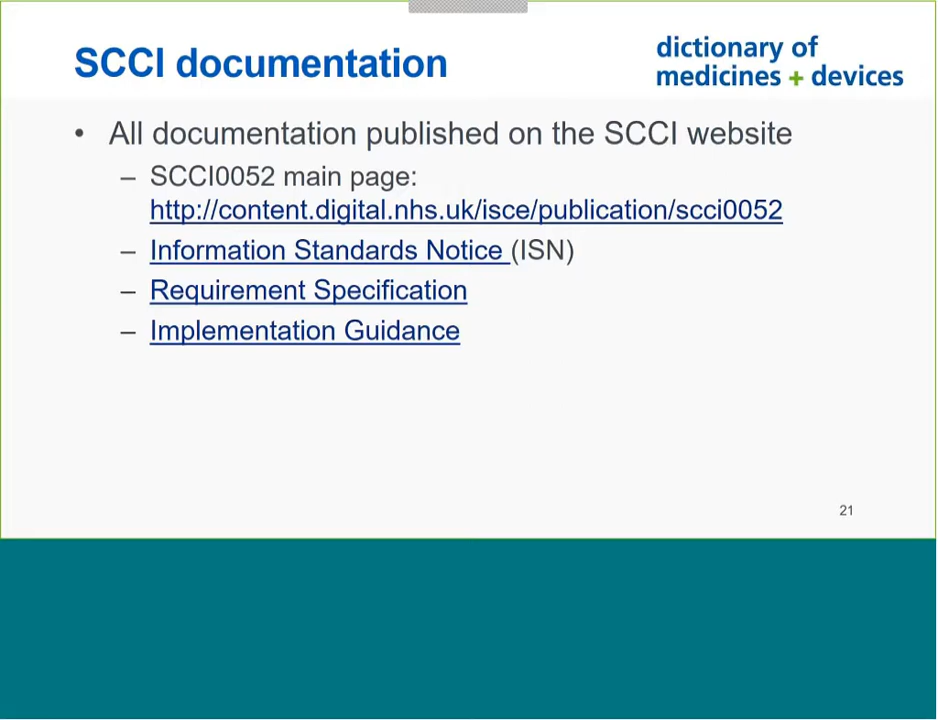 SCCI documentation
dictionary of
medicines + devices
• All documentation published on the SCCI website
– SCCI0052 main page:
http://content.digital.nhs.uk/isce/publication/scci0052
– Information Standards Notice (ISN)
– Requirement Specification
– Implementation Guidance
21